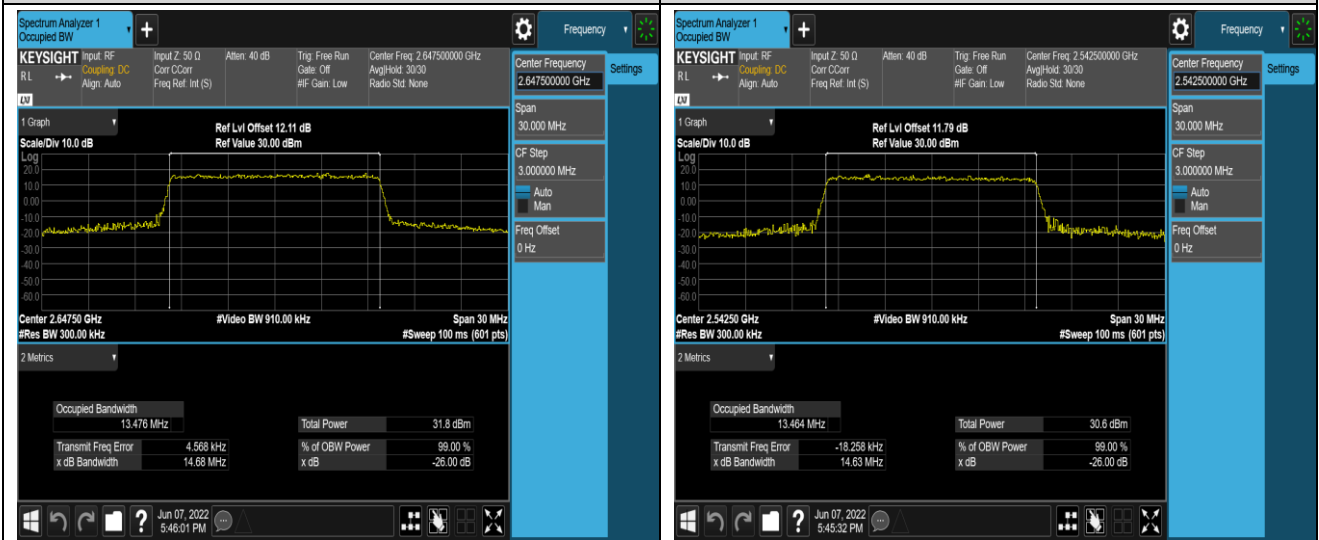 Spectrum Analyzer 1
Occupied BW
+
Frequency
KEYSIGHT Input: RF Input Z: 50 Ω Atten: 40 dB Trig: Free Run Center Freq: 2.647500000 GHz
RL Coupling: DC Corr CCorr Gate: Off Avg|Hold: 30/30
Align: Auto Freq Ref: Int (S) #IF Gain: Low Radio Std: None
LXI
Center Frequency
2.647500000 GHz
Settings
Span
30.000 MHz
CF Step
3.000000 MHz
Auto
Man
Freq Offset
0 Hz
1 Graph
Ref Lvl Offset 12.11 dB
Scale/Div 10.0 dB Ref Value 30.00 dBm
Log
20.0
10.0
0.00
-10.0
-20.0
-30.0
-40.0
-50.0
-60.0
Center 2.64750 GHz #Video BW 910.00 kHz Span 30 MHz
#Res BW 300.00 kHz #Sweep 100 ms (601 pts)
2 Metrics
Occupied Bandwidth
13.476 MHz Total Power 31.8 dBm
Transmit Freq Error 4.568 kHz % of OBW Power 99.00 %
x dB Bandwidth 14.68 MHz x dB -26.00 dB
? Jun 07, 2022
5:46:01 PM
Spectrum Analyzer 1
Occupied BW
+
Frequency
KEYSIGHT Input: RF Input Z: 50 Ω Atten: 40 dB Trig: Free Run Center Freq: 2.542500000 GHz
RL Coupling: DC Corr CCorr Gate: Off Avg|Hold: 30/30
Align: Auto Freq Ref: Int (S) #IF Gain: Low Radio Std: None
LXI
Center Frequency
2.542500000 GHz
Settings
Span
30.000 MHz
CF Step
3.000000 MHz
Auto
Man
Freq Offset
0 Hz
1 Graph
Ref Lvl Offset 11.79 dB
Scale/Div 10.0 dB Ref Value 30.00 dBm
Log
20.0
10.0
0.00
-10.0
-20.0
-30.0
-40.0
-50.0
-60.0
Center 2.54250 GHz #Video BW 910.00 kHz Span 30 MHz
#Res BW 300.00 kHz #Sweep 100 ms (601 pts)
2 Metrics
Occupied Bandwidth
13.464 MHz Total Power 30.6 dBm
Transmit Freq Error -18.258 kHz % of OBW Power 99.00 %
x dB Bandwidth 14.63 MHz x dB -26.00 dB
? Jun 07, 2022
5:45:32 PM